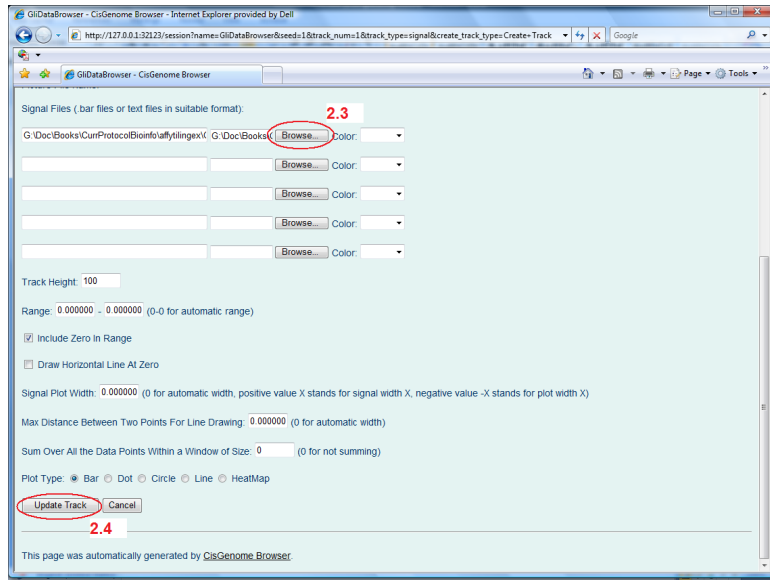 GliDataBrowser - CisGenome Browser - Internet Explorer provided by Dell
http://127.0.0.1:32123/session?name=GliDataBrowser&seed=1&track_num=1&track_type=signal&create_track_type=Create+Track
Google
GliDataBrowser - CisGenome Browser
Page
Tools
Signal Files (.bar files or text files in suitable format):
2.3
G:\Doc\Books\CurrProtocolBioinfo\affytilingex\ G:\Doc\Books\ Browse... Color:
Browse... Color:
Browse... Color:
Browse... Color:
Browse... Color:
Track Height: 100
Range: 0.000000 - 0.000000 (0-0 for automatic range)
Include Zero In Range
Draw Horizontal Line At Zero
Signal Plot Width: 0.000000 (0 for automatic width, positive value X stands for signal width X, negative value -X stands for plot width X)
Max Distance Between Two Points For Line Drawing: 0.000000 (0 for automatic width)
Sum Over All the Data Points Within a Window of Size: 0 (0 for not summing)
Plot Type: Bar Dot Circle Line HeatMap
Update Track Cancel
2.4
This page was automatically generated by CisGenome Browser.